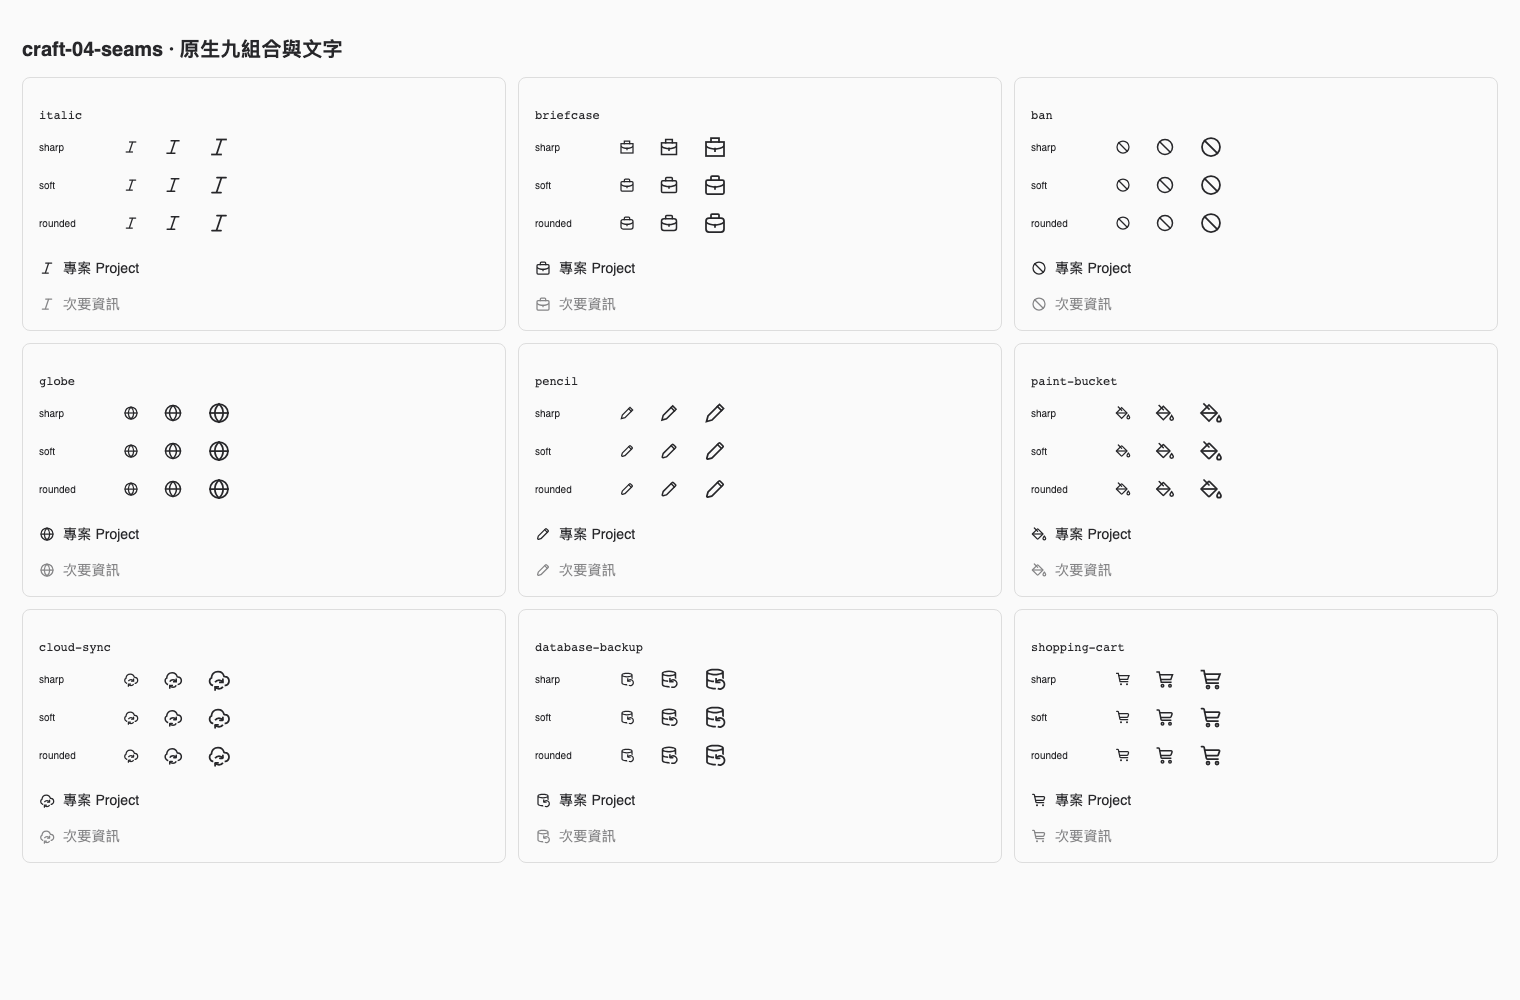 craft-04-seams · 原生九組合與文字
italic
sharp
soft
rounded
專案 Project
次要資訊
briefcase
sharp
soft
rounded
專案 Project
次要資訊
ban
sharp
soft
rounded
專案 Project
次要資訊
globe
sharp
soft
rounded
專案 Project
次要資訊
pencil
sharp
soft
rounded
專案 Project
次要資訊
paint-bucket
sharp
soft
rounded
專案 Project
次要資訊
cloud-sync
sharp
soft
rounded
專案 Project
次要資訊
database-backup
sharp
soft
rounded
專案 Project
次要資訊
shopping-cart
sharp
soft
rounded
專案 Project
次要資訊